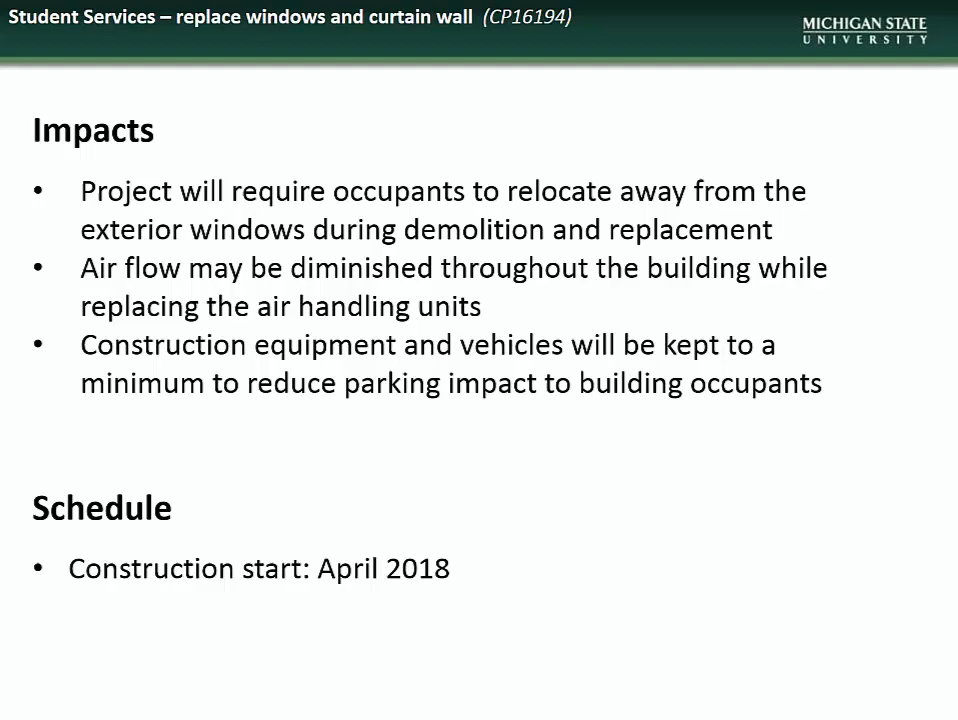 Student Services – replace windows and curtain wall (CP16194)
MICHIGAN STATE
UNIVERSITY
Impacts
• Project will require occupants to relocate away from the
exterior windows during demolition and replacement
• Air flow may be diminished throughout the building while
replacing the air handling units
• Construction equipment and vehicles will be kept to a
minimum to reduce parking impact to building occupants
Schedule
• Construction start: April 2018